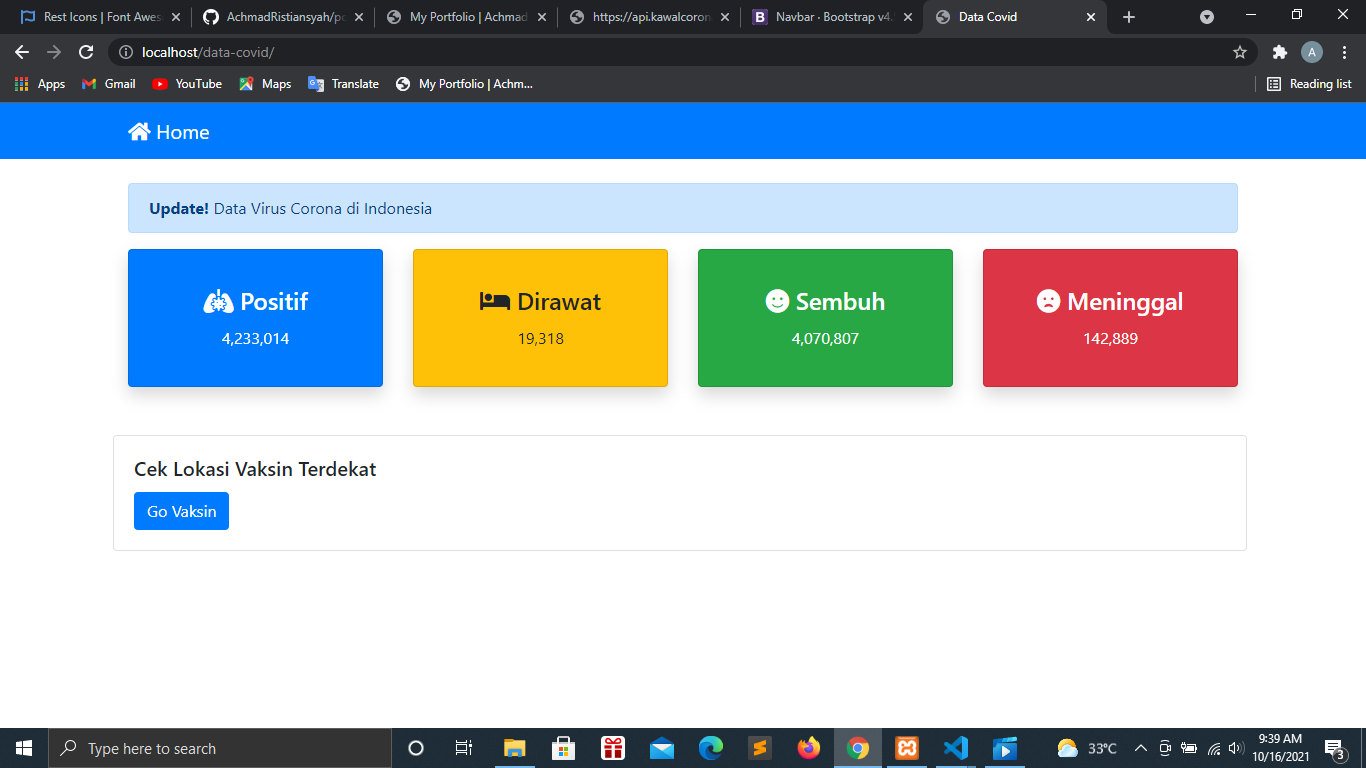 Rest Icons | Font Awes
AchmadRistiansyah/po
My Portfolio | Achmad
https://api.kawalcoron
B Navbar · Bootstrap v4.
Data Covid
localhost/data-covid/
A
Apps
Gmail
YouTube
Maps
Translate
My Portfolio | Achm...
Reading list
Home
Update! Data Virus Corona di Indonesia
Positif
4,233,014
Dirawat
19,318
Sembuh
4,070,807
Meninggal
142,889
Cek Lokasi Vaksin Terdekat
Go Vaksin
Type here to search
33°C
9:39 AM
10/16/2021
3